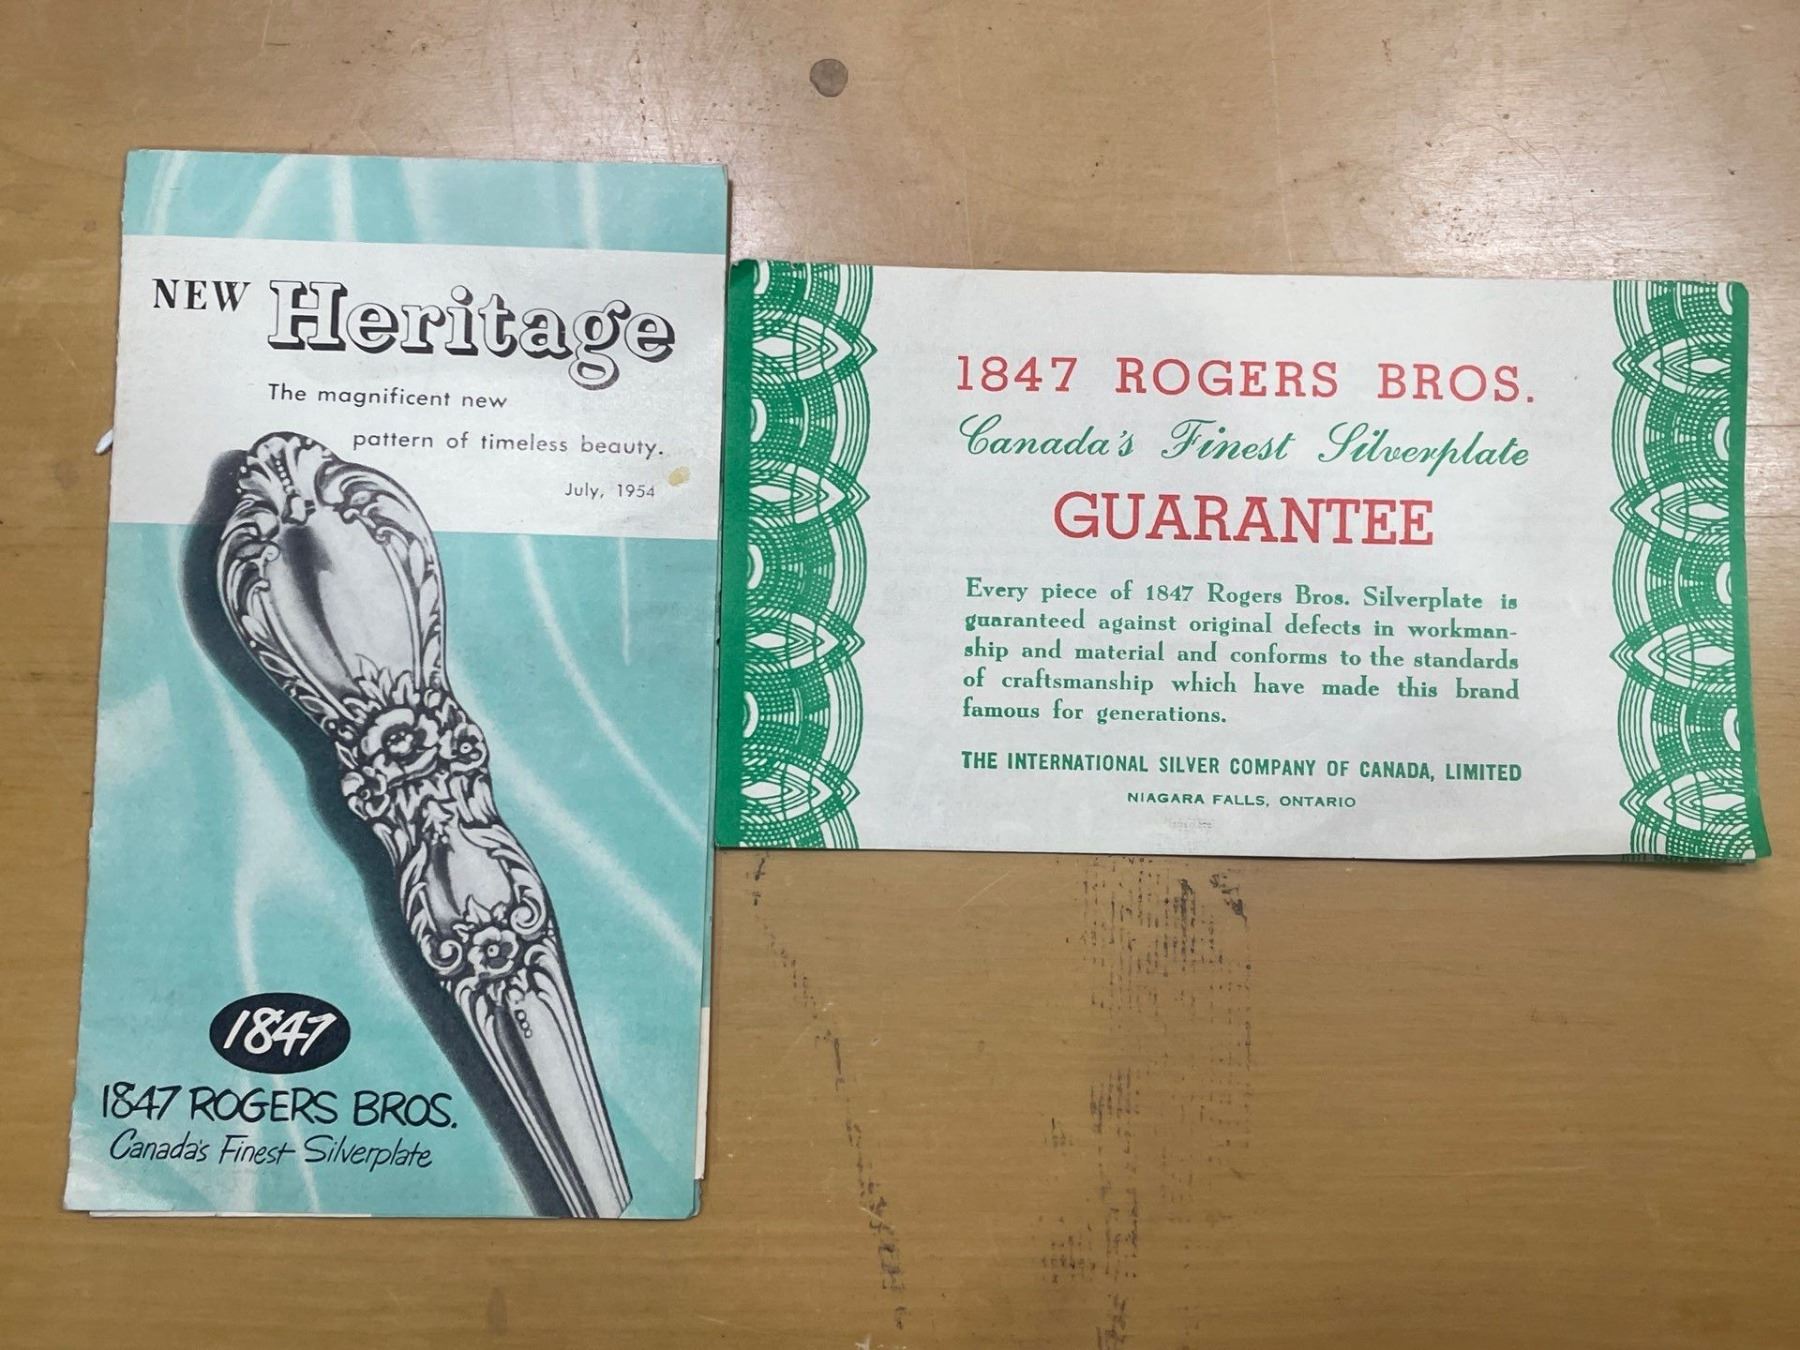 NEW Heritage
The magnificent new
pattern of timeless beauty.
July, 1954
1847
1847 ROGERS BROS.
Canada's Finest Silverplate
1847 ROGERS BROS.
Canada's Finest Silverplate
GUARANTEE
Every piece of 1847 Rogers Bros. Silverplate is
guaranteed against original defects in workman-
ship and material and conforms to the standards
of craftsmanship which have made this brand
famous for generations.
THE INTERNATIONAL SILVER COMPANY OF CANADA, LIMITED
NIAGARA FALLS, ONTARIO